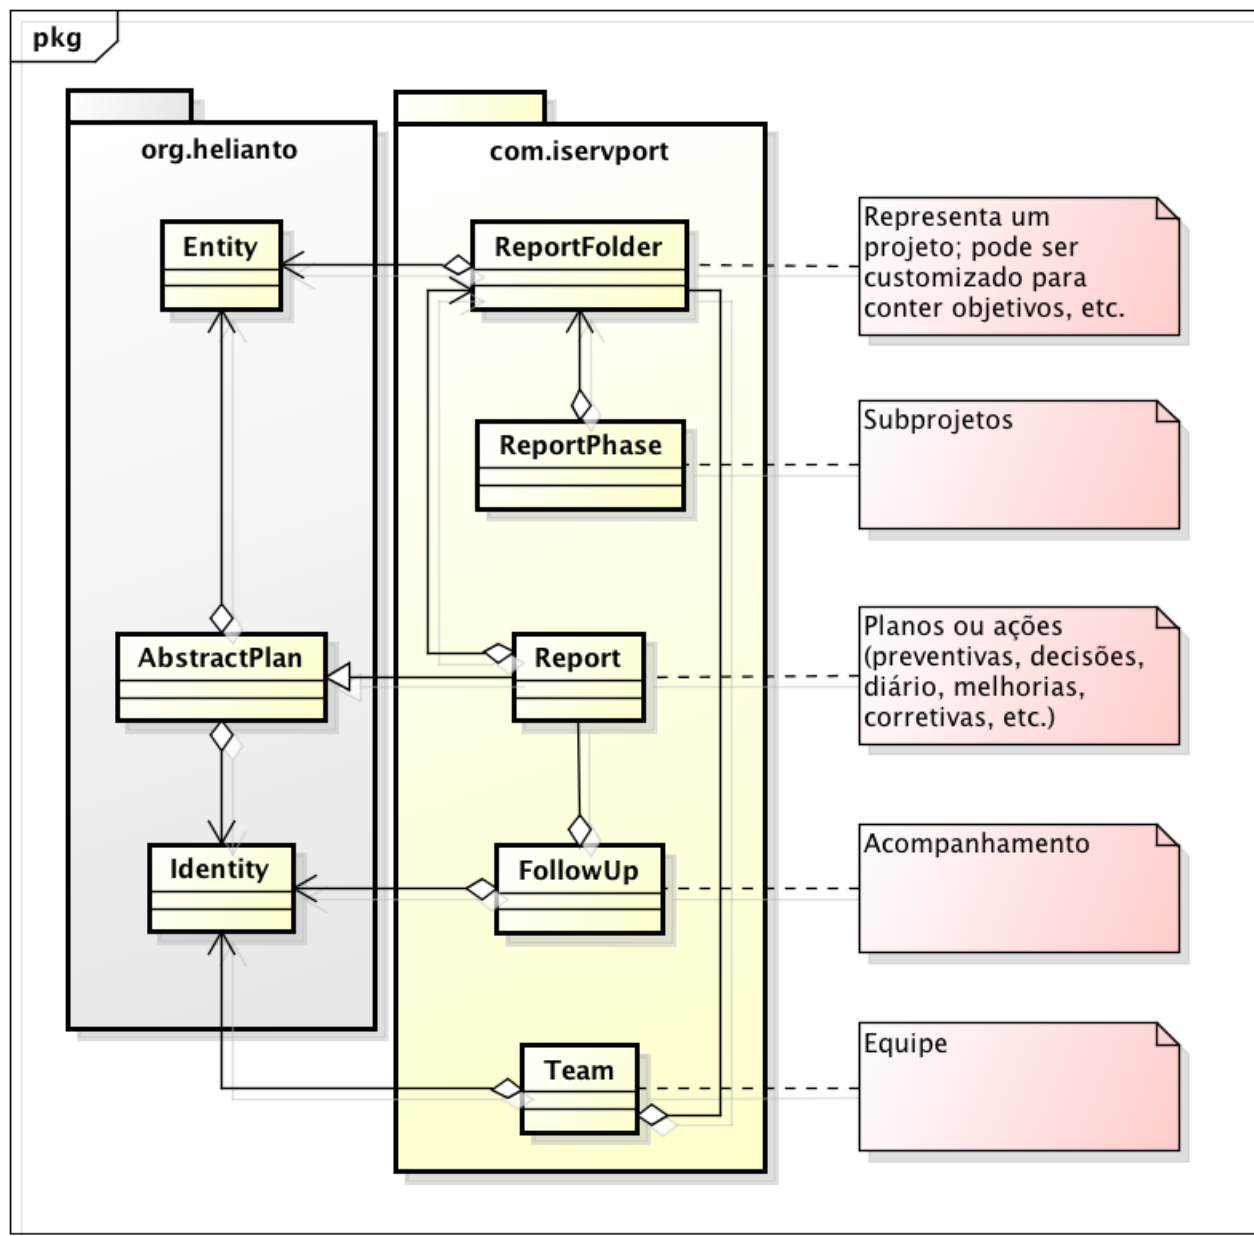 pkg
org.helianto
com.iservport
Entity
ReportFolder
Representa um
projeto; pode ser
customizado para
conter objetivos, etc.
ReportPhase
Subprojetos
AbstractPlan
Report
Planos ou ações
(preventivas, decisões,
diário, melhorias,
corretivas, etc.)
Identity
FollowUp
Acompanhamento
Team
Equipe